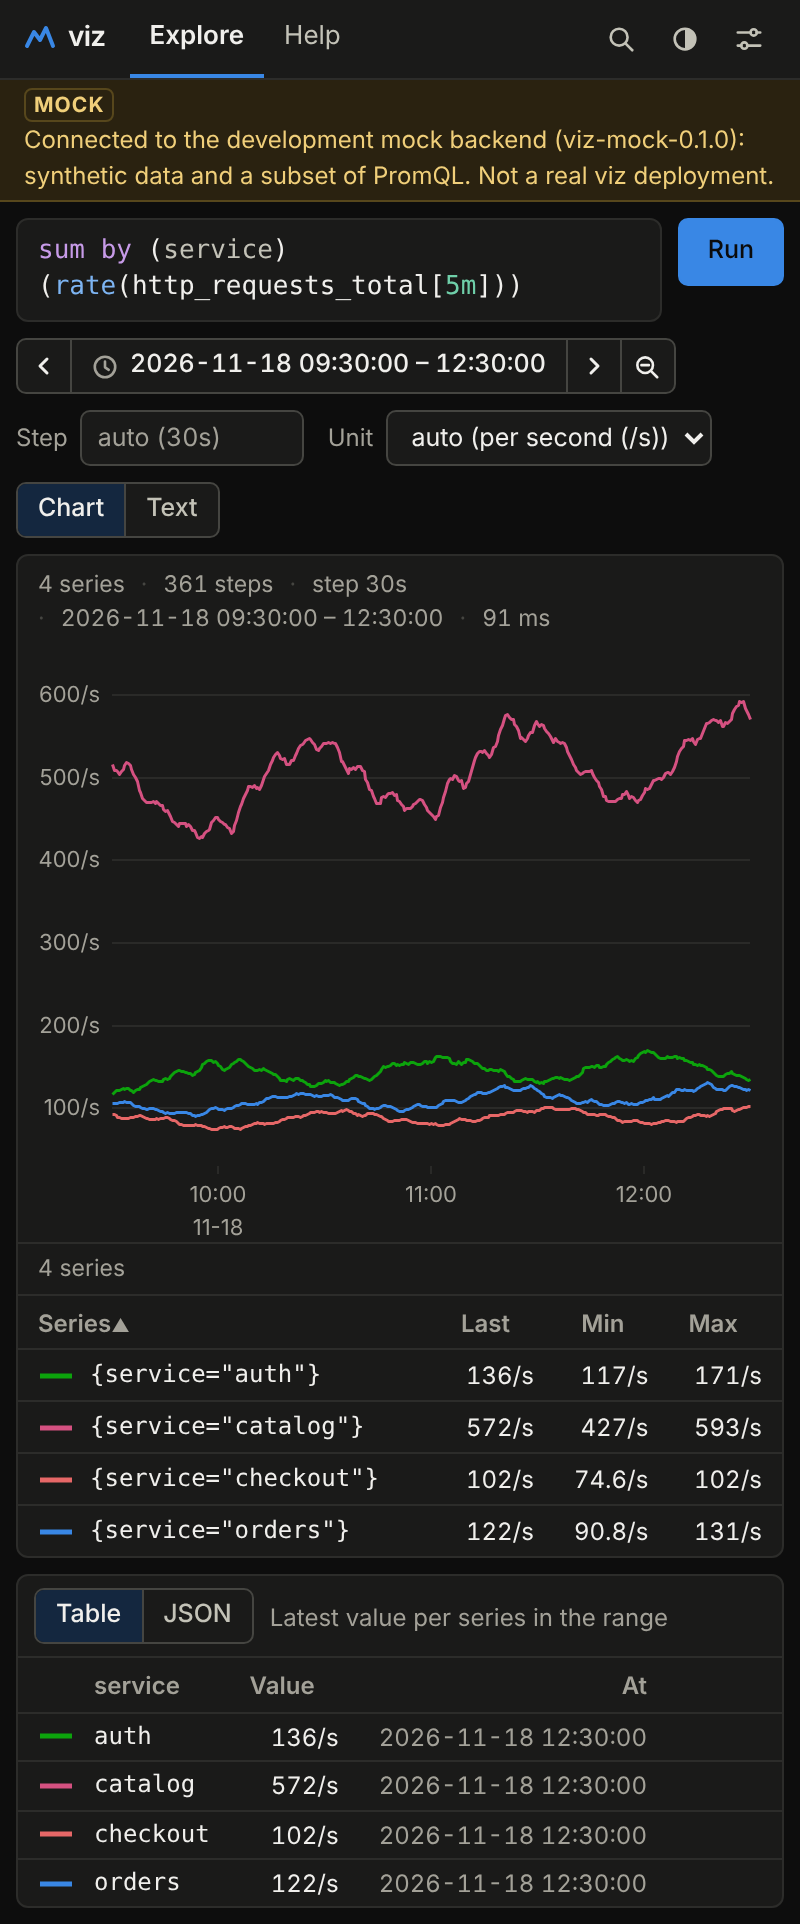 viz Explore Help
MOCK
Connected to the development mock backend (viz-mock-0.1.0):
synthetic data and a subset of PromQL. Not a real viz deployment.
sum by (service)
(rate(http_requests_total[5m]))
Run
2026-11-18 09:30:00 – 12:30:00
Step auto (30s) Unit auto (per second (/s))
Chart Text
4 series · 361 steps · step 30s
· 2026-11-18 09:30:00 – 12:30:00 · 91 ms
600/s
500/s
400/s
300/s
200/s
100/s
10:00 11:00 12:00
11-18
4 series
Series▲ Last Min Max
{service="auth"} 136/s 117/s 171/s
{service="catalog"} 572/s 427/s 593/s
{service="checkout"} 102/s 74.6/s 102/s
{service="orders"} 122/s 90.8/s 131/s
Table JSON Latest value per series in the range
service Value At
auth 136/s 2026-11-18 12:30:00
catalog 572/s 2026-11-18 12:30:00
checkout 102/s 2026-11-18 12:30:00
orders 122/s 2026-11-18 12:30:00